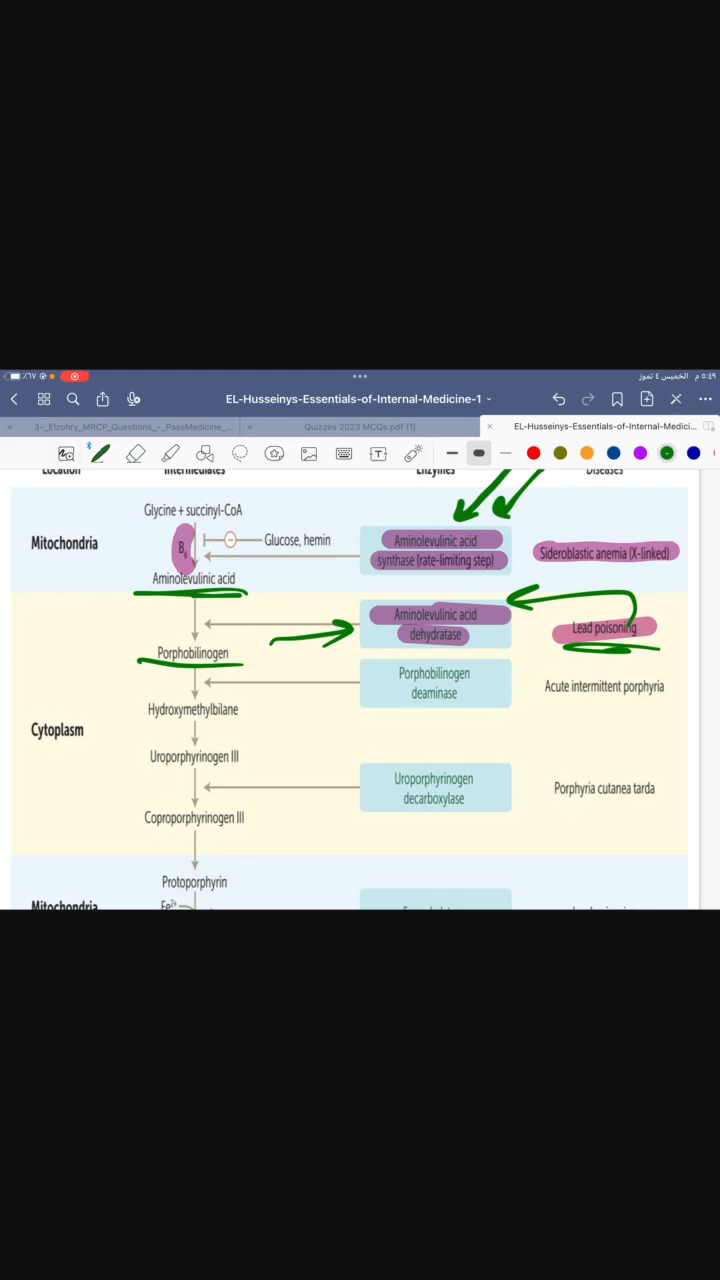 ٪٦٧
٥:٤٩ م الخميس ٤ تموز
EL-Husseinys-Essentials-of-Internal-Medicine-1
3-_Elzohry_MRCP_Questions_-_PassMedicine_...
Quizzes 2023 MCQs.pdf (1)
EL-Husseinys-Essentials-of-Internal-Medici...
Location Intermediates Enzymes Diseases
Glycine + succinyl-CoA
Mitochondria
B6
Glucose, hemin
Aminolevulinic acid
synthase (rate-limiting step)
Sideroblastic anemia (X-linked)
Aminolevulinic acid
Aminolevulinic acid
dehydratase
Lead poisoning
Porphobilinogen
Porphobilinogen
deaminase
Acute intermittent porphyria
Hydroxymethylbilane
Cytoplasm
Uroporphyrinogen III
Uroporphyrinogen
decarboxylase
Porphyria cutanea tarda
Coproporphyrinogen III
Protoporphyrin
Mitochondria
Fe2+